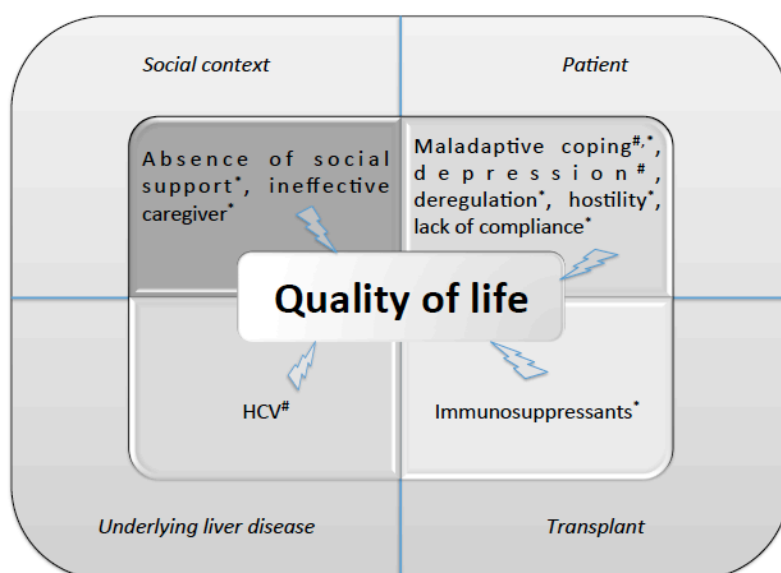 Social context
Patient
Absence of social
support*, ineffective
caregiver*
Maladaptive coping#,*,
depression#,
deregulation*, hostility*,
lack of compliance*
Quality of life
HCV#
Immunosuppressants*
Underlying liver disease
Transplant